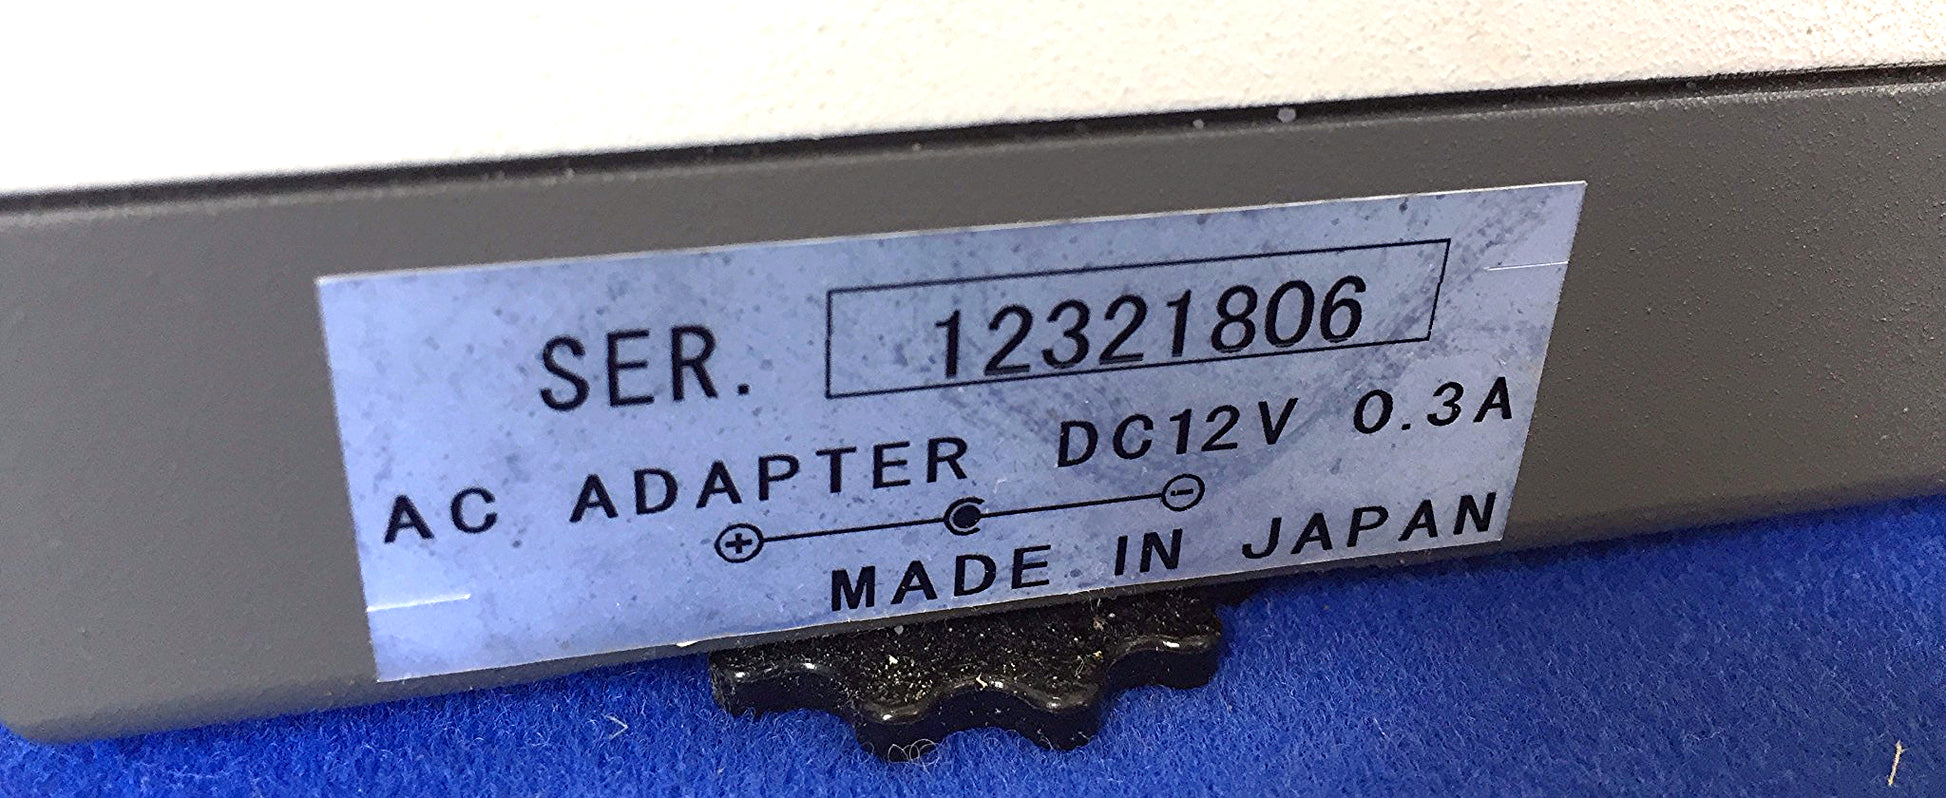 SER. 12321806
AC ADAPTER DC12V 0.3A
MADE IN JAPAN